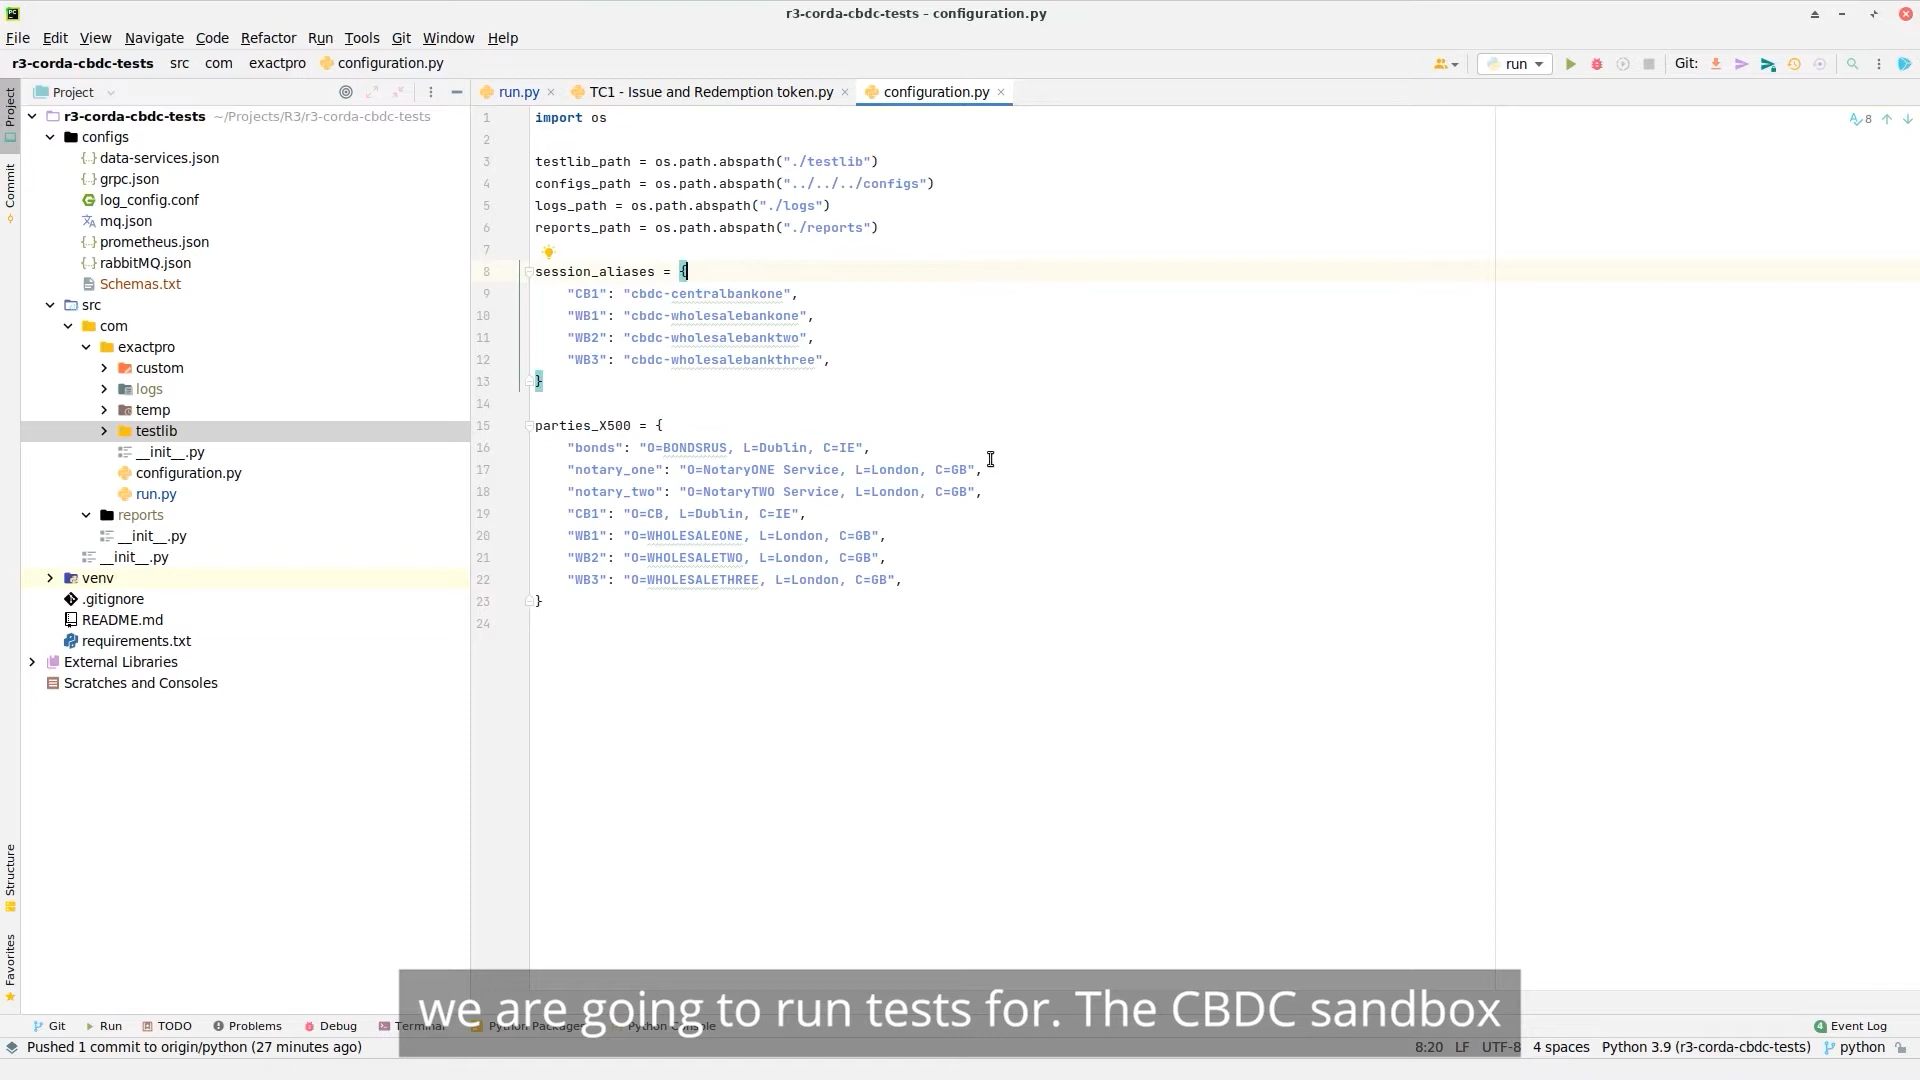 r3-corda-cbdc-tests - configuration.py
File Edit View Navigate Code Refactor Run Tools Git Window Help
r3-corda-cbdc-tests src com exactpro configuration.py run Git:
Project run.py TC1 - Issue and Redemption token.py configuration.py
r3-corda-cbdc-tests ~/Projects/R3/r3-corda-cbdc-tests
configs
data-services.json
grpc.json
log_config.conf
mq.json
prometheus.json
rabbitMQ.json
Schemas.txt
src
com
exactpro
custom
logs
temp
testlib
__init__.py
configuration.py
run.py
reports
__init__.py
__init__.py
venv
.gitignore
README.md
requirements.txt
External Libraries
Scratches and Consoles
Project
Commit
Structure
Favorites
1 import os
2
3 testlib_path = os.path.abspath("./testlib")
4 configs_path = os.path.abspath("../../../configs")
5 logs_path = os.path.abspath("./logs")
6 reports_path = os.path.abspath("./reports")
7
8 session_aliases = {
9 "CB1": "cbdc-centralbankone",
10 "WB1": "cbdc-wholesalebankone",
11 "WB2": "cbdc-wholesalebanktwo",
12 "WB3": "cbdc-wholesalebankthree",
13 }
14
15 parties_X500 = {
16 "bonds": "O=BONDSRUS, L=Dublin, C=IE",
17 "notary_one": "O=NotaryONE Service, L=London, C=GB",
18 "notary_two": "O=NotaryTWO Service, L=London, C=GB",
19 "CB1": "O=CB, L=Dublin, C=IE",
20 "WB1": "O=WHOLESALEONE, L=London, C=GB",
21 "WB2": "O=WHOLESALETWO, L=London, C=GB",
22 "WB3": "O=WHOLESALETHREE, L=London, C=GB",
23 }
24
8
we are going to run tests for. The CBDC sandbox
Git Run TODO Problems Debug Terminal Python Packages Python Console 4 Event Log
Pushed 1 commit to origin/python (27 minutes ago) 8:20 LF UTF-8 4 spaces Python 3.9 (r3-corda-cbdc-tests) python